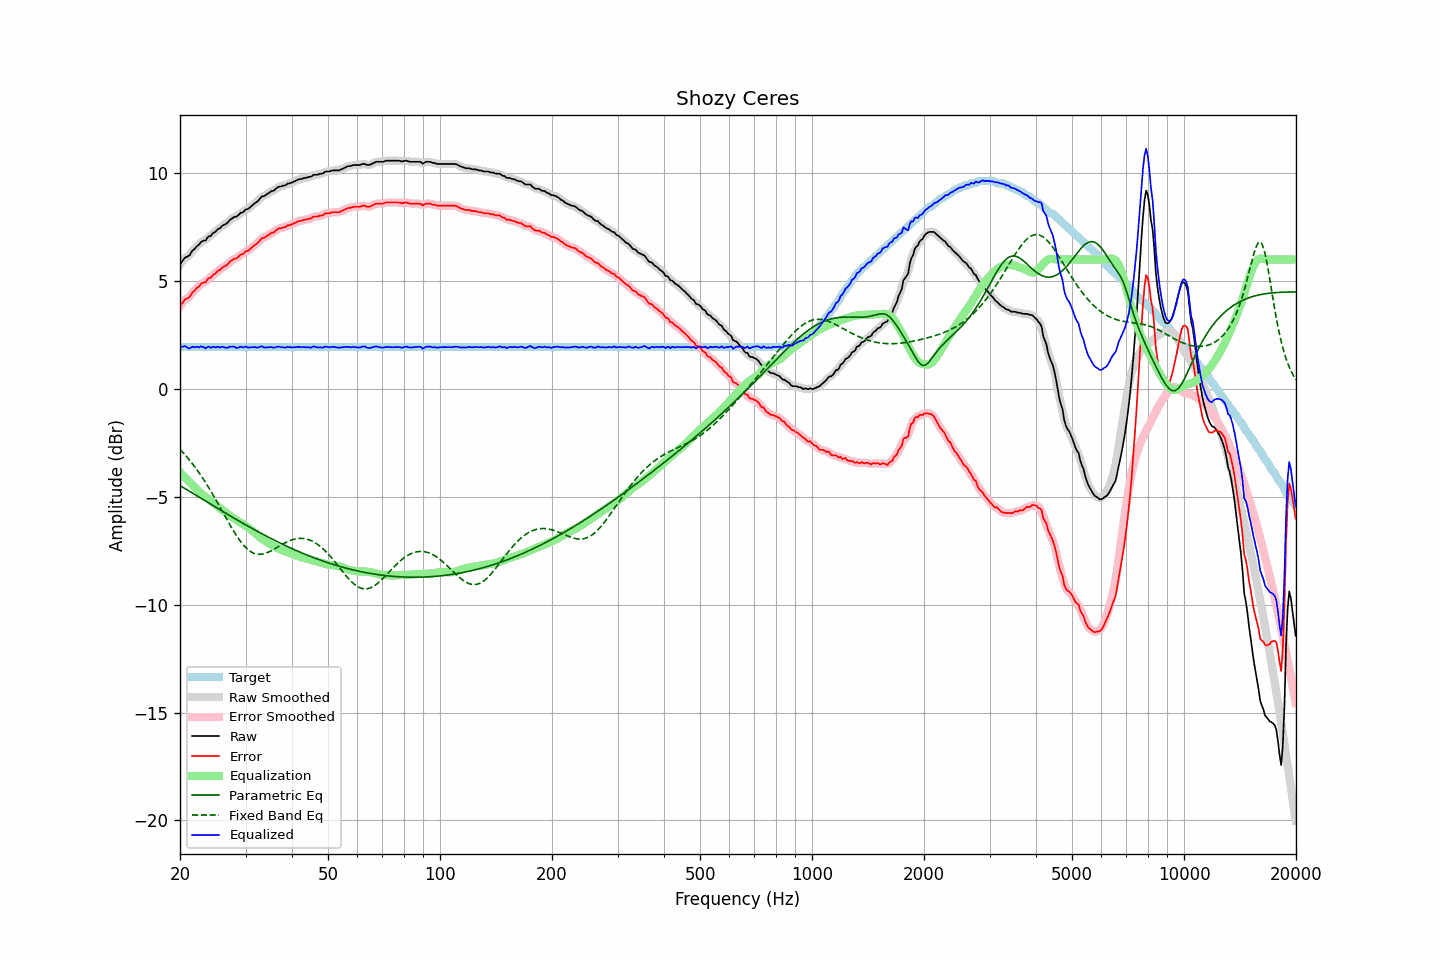 Shozy Ceres
Amplitude (dBr)
10
5
0
−5
−10
−15
−20
Target
Raw Smoothed
Error Smoothed
Raw
Error
Equalization
Parametric Eq
Fixed Band Eq
Equalized
20 50 100 200 500 1000 2000 5000 10000 20000
Frequency (Hz)